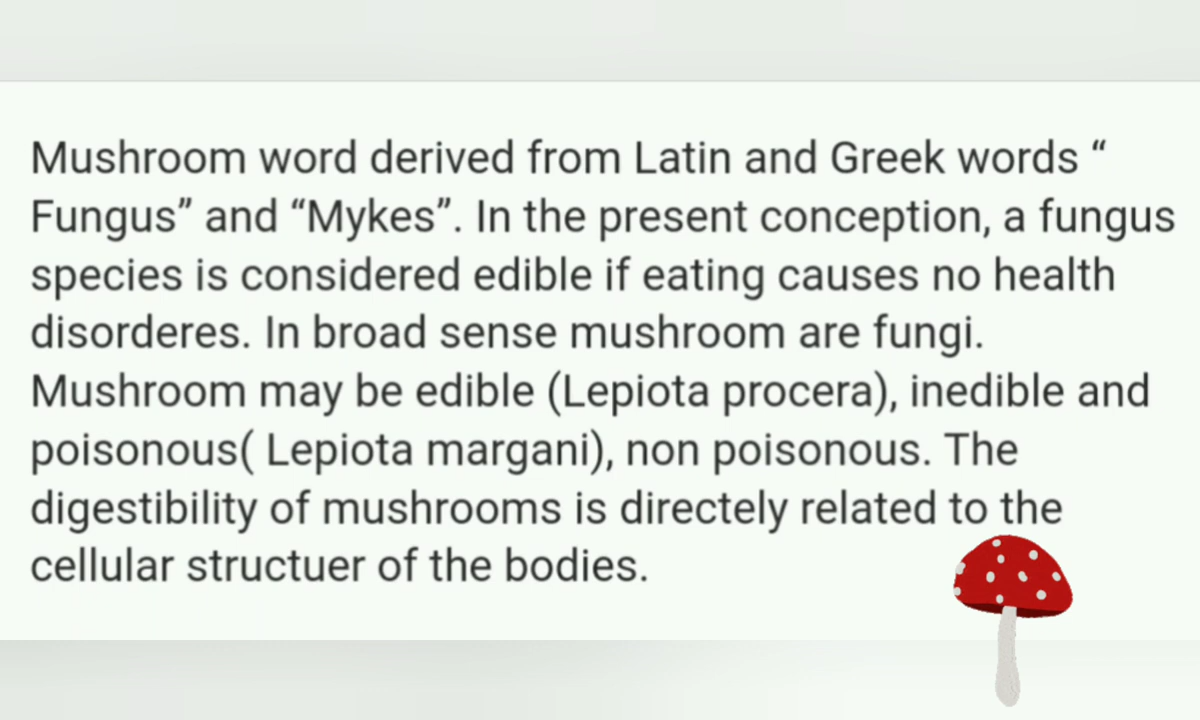 Mushroom word derived from Latin and Greek words “
Fungus” and “Mykes”. In the present conception, a fungus
species is considered edible if eating causes no health
disorderes. In broad sense mushroom are fungi.
Mushroom may be edible (Lepiota procera), inedible and
poisonous( Lepiota margani), non poisonous. The
digestibility of mushrooms is directely related to the
cellular structuer of the bodies.